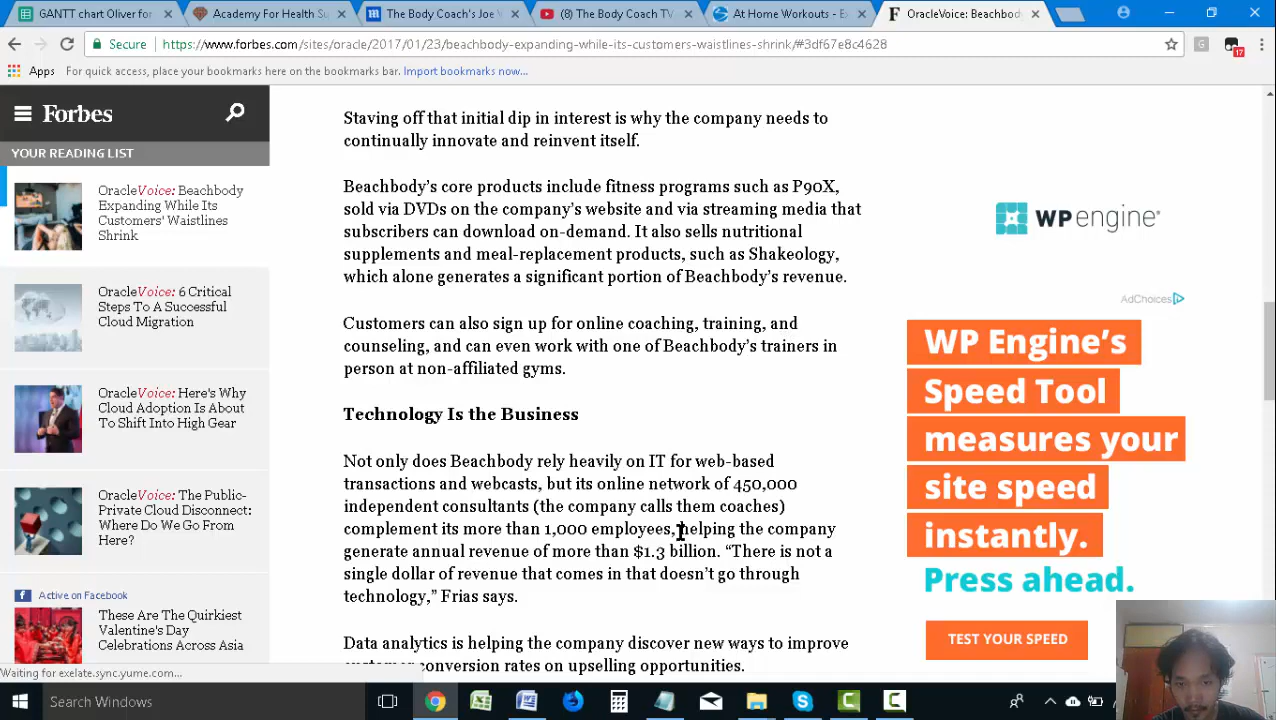 GANTT chart Oliver for
Academy For Health Su
The Body Coach's Joe W
(8) The Body Coach TV
At Home Workouts - Ex
OracleVoice: Beachbod
Secure
https://www.forbes.com/sites/oracle/2017/01/23/beachbody-expanding-while-its-customers-waistlines-shrink/#3df67e8c4628
G
17
Apps
For quick access, place your bookmarks here on the bookmarks bar. Import bookmarks now...
Forbes
YOUR READING LIST
OracleVoice: Beachbody
Expanding While Its
Customers' Waistlines
Shrink
OracleVoice: 6 Critical
Steps To A Successful
Cloud Migration
OracleVoice: Here's Why
Cloud Adoption Is About
To Shift Into High Gear
OracleVoice: The Public-
Private Cloud Disconnect:
Where Do We Go From
Here?
Active on Facebook
These Are The Quirkiest
Valentine's Day
Celebrations Across Asia
Waiting for exelate.sync.yume.com...
Staving off that initial dip in interest is why the company needs to
continually innovate and reinvent itself.
Beachbody's core products include fitness programs such as P90X,
sold via DVDs on the company's website and via streaming media that
subscribers can download on-demand. It also sells nutritional
supplements and meal-replacement products, such as Shakeology,
which alone generates a significant portion of Beachbody's revenue.
Customers can also sign up for online coaching, training, and
counseling, and can even work with one of Beachbody's trainers in
person at non-affiliated gyms.
Technology Is the Business
Not only does Beachbody rely heavily on IT for web-based
transactions and webcasts, but its online network of 450,000
independent consultants (the company calls them coaches)
complement its more than 1,000 employees, helping the company
generate annual revenue of more than $1.3 billion. “There is not a
single dollar of revenue that comes in that doesn't go through
technology,” Frias says.
Data analytics is helping the company discover new ways to improve
customer conversion rates on upselling opportunities.
WPengine®
AdChoices
WP Engine's
Speed Tool
measures your
site speed
instantly.
Press ahead.
TEST YOUR SPEED
Search Windows